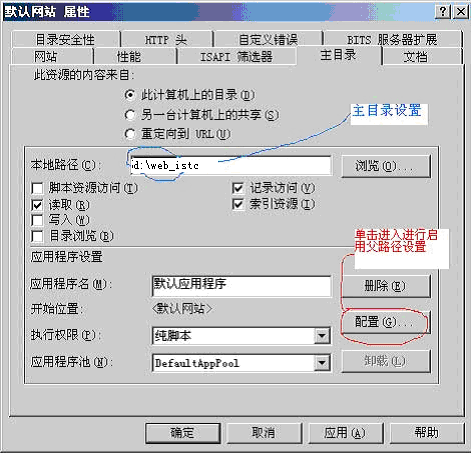 默认网站 属性
目录安全性 HTTP 头 自定义错误 BITS 服务器扩展
网站 性能 ISAPI 筛选器 主目录 文档
此资源的内容来自:
此计算机上的目录(D)
另一台计算机上的共享(S)
重定向到 URL(U)
主目录设置
本地路径(C): d:\web_istc 浏览(O)...
脚本资源访问(T) 记录访问(V)
读取(R) 索引资源(I)
写入(W)
目录浏览(B)
单击进入进行启
用父路径设置
应用程序设置
应用程序名(M): 默认应用程序 删除(E)
开始位置: <默认网站>
配置(G)...
执行权限(P): 纯脚本
应用程序池(N): DefaultAppPool 卸载(L)
确定 取消 应用(A) 帮助